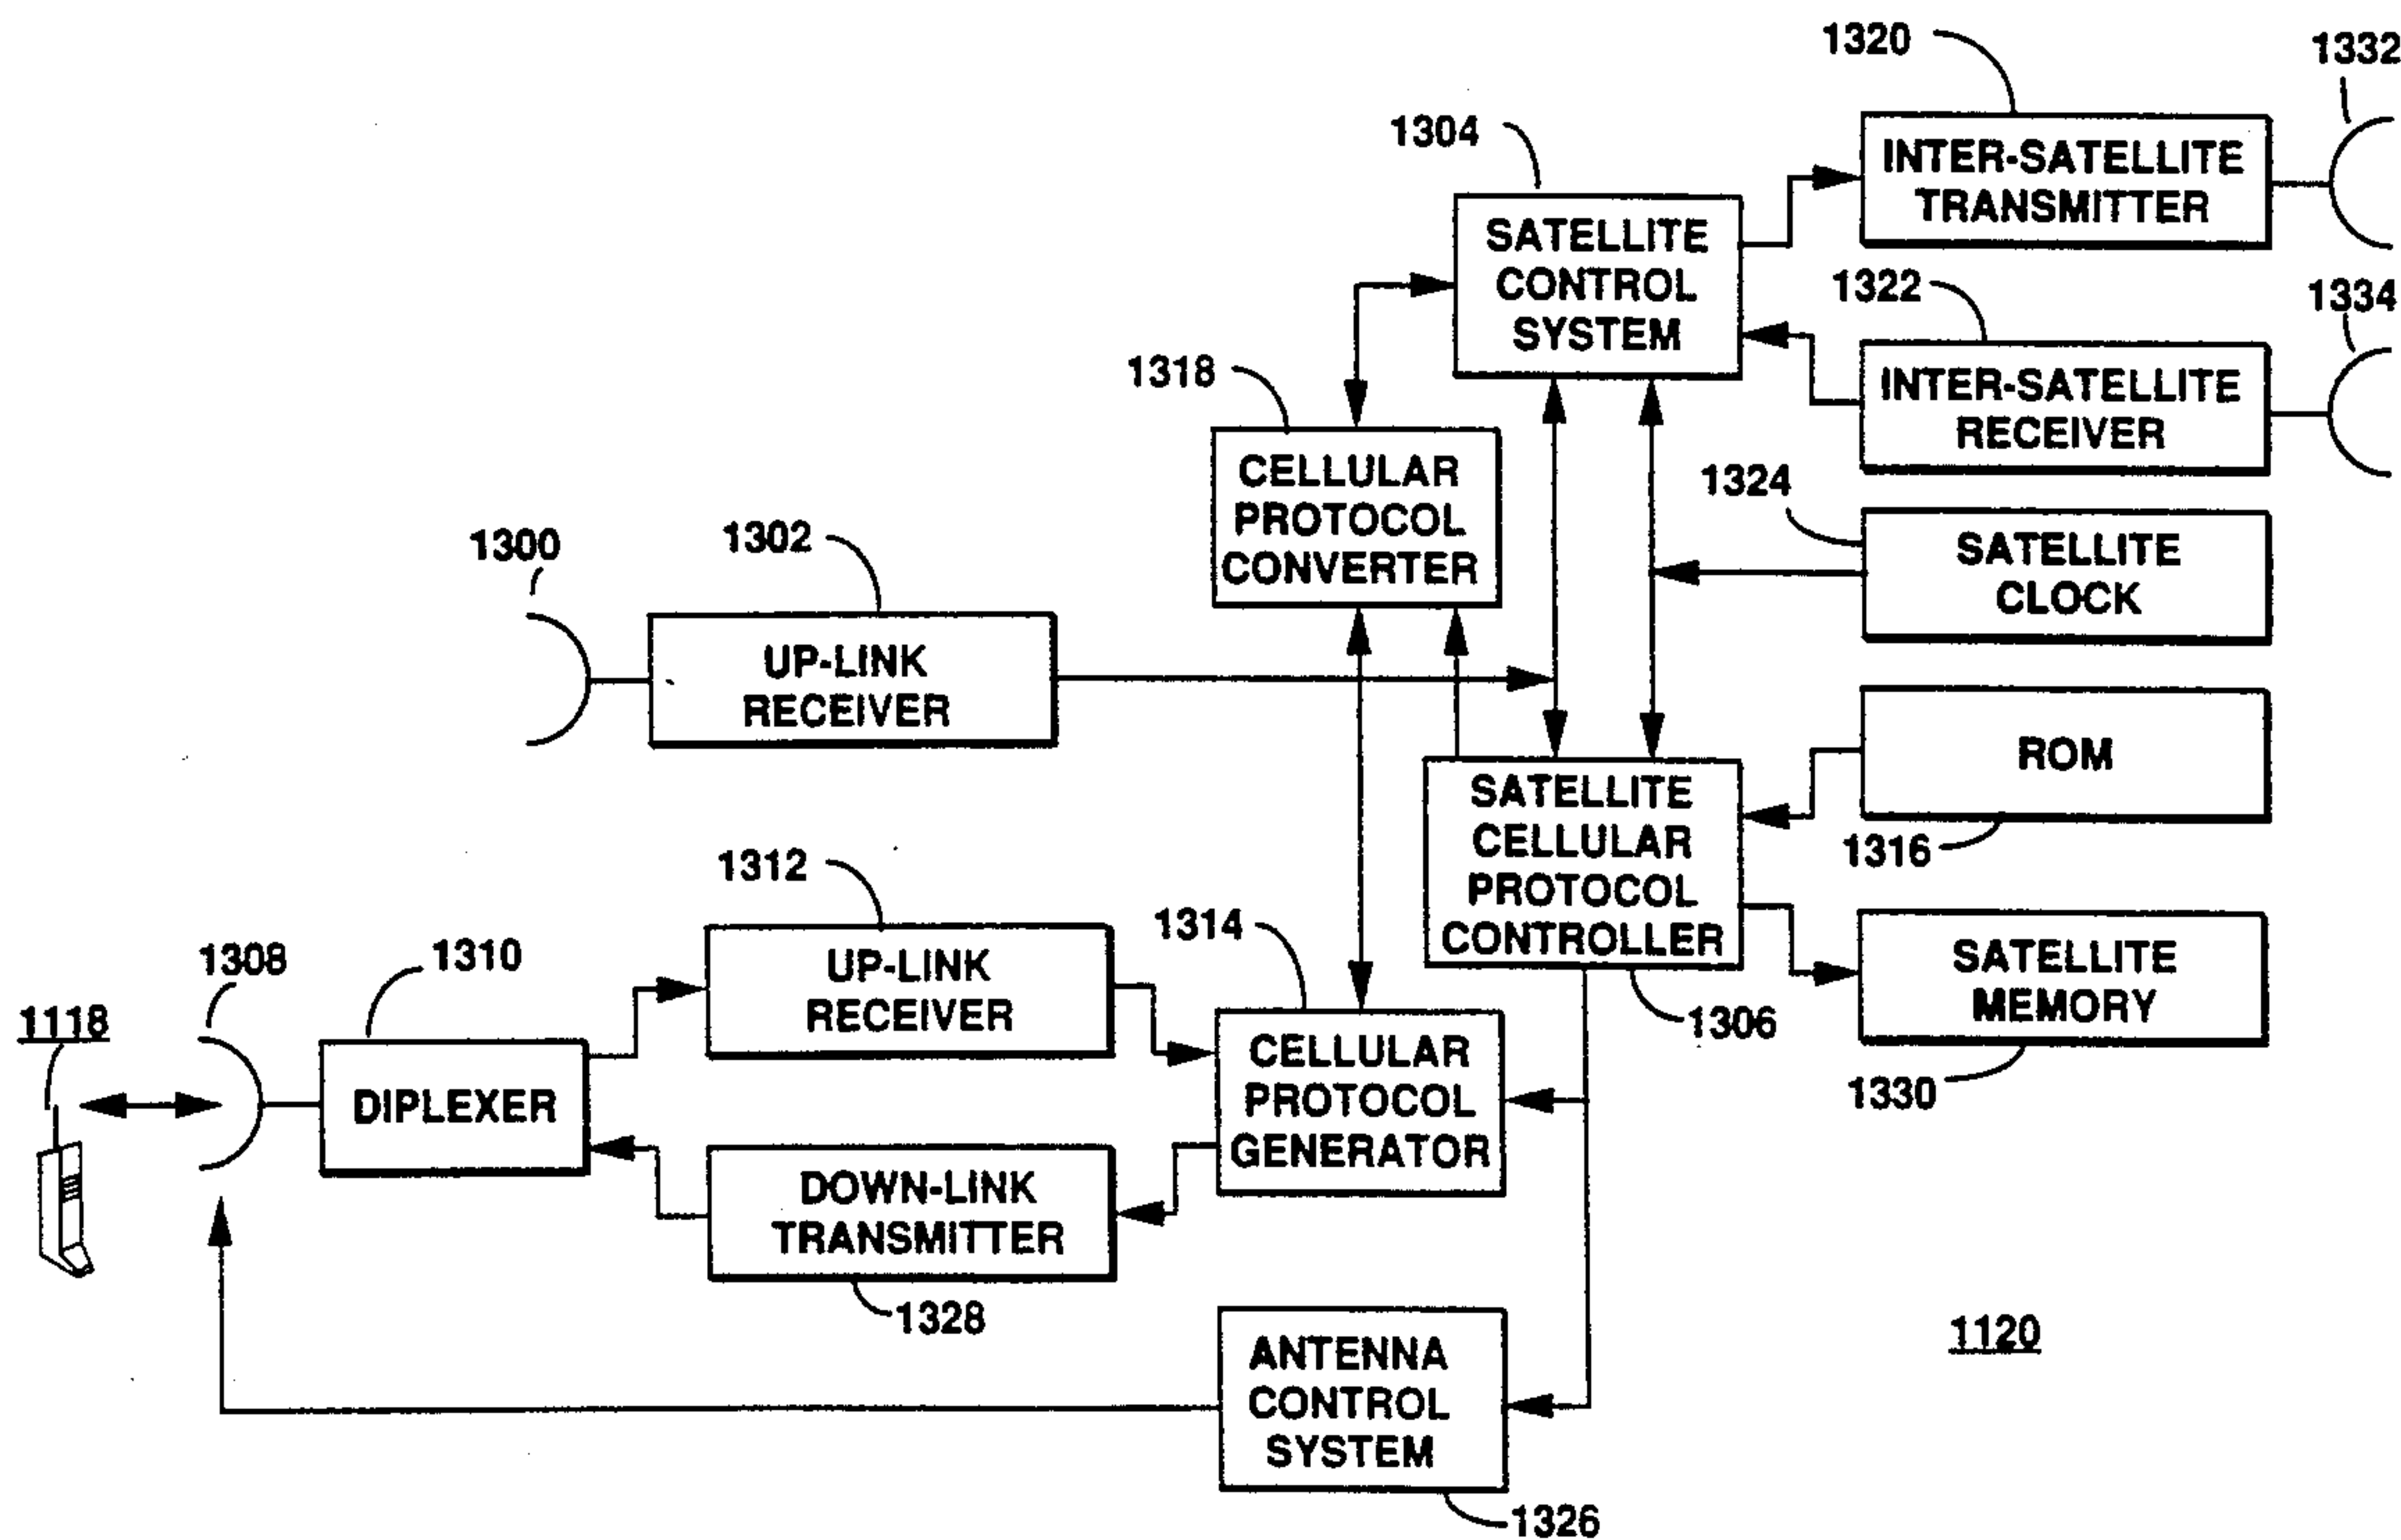 1320
1332
1304
INTER-SATELLITE
TRANSMITTER
SATELLITE
CONTROL
SYSTEM
1322
1334
INTER-SATELLITE
RECEIVER
1318
CELLULAR
PROTOCOL
CONVERTER
1324
SATELLITE
CLOCK
1300
1302
UP-LINK
RECEIVER
ROM
1316
SATELLITE
CELLULAR
PROTOCOL
CONTROLLER
1306
1312
UP-LINK
RECEIVER
1314
CELLULAR
PROTOCOL
GENERATOR
SATELLITE
MEMORY
1330
1308
1310
1118
DIPLEXER
DOWN-LINK
TRANSMITTER
1328
ANTENNA
CONTROL
SYSTEM
1326
1120